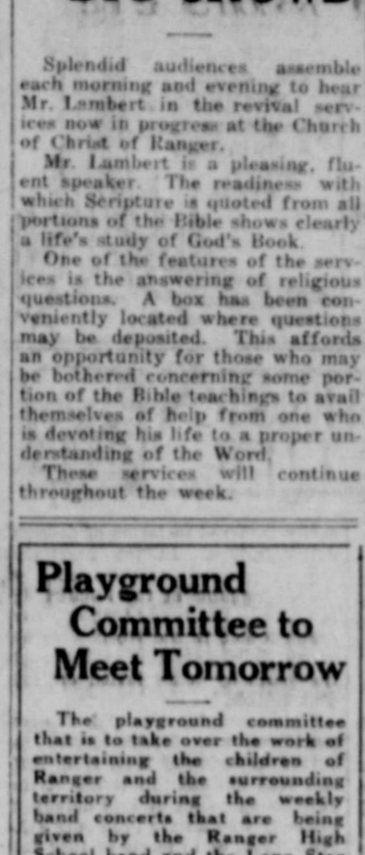 Splendid audiences assemble
each morning and evening to hear
Mr. Lambert in the revival serv-
ices now in progress at the Church
of Christ of Ranger.
Mr. Lambert is a pleasing, flu-
ent speaker. The readiness with
which Scripture is quoted from all
portions of the Bible shows clearly
a life's study of God's Book.
One of the features of the serv-
ices is the answering of religious
questions. A box has been con-
veniently located where questions
may be deposited. This affords
an opportunity for those who may
be bothered concerning some por-
tion of the Bible teachings to avail
themselves of help from one who
is devoting his life to a proper un-
derstanding of the Word.
These services will continue
throughout the week.
Playground
Committee to
Meet Tomorrow
The playground committee
that is to take over the work of
entertaining the children of
Ranger and the surrounding
territory during the weekly
band concerts that are being
given by the Ranger High
School band and the Lone Star